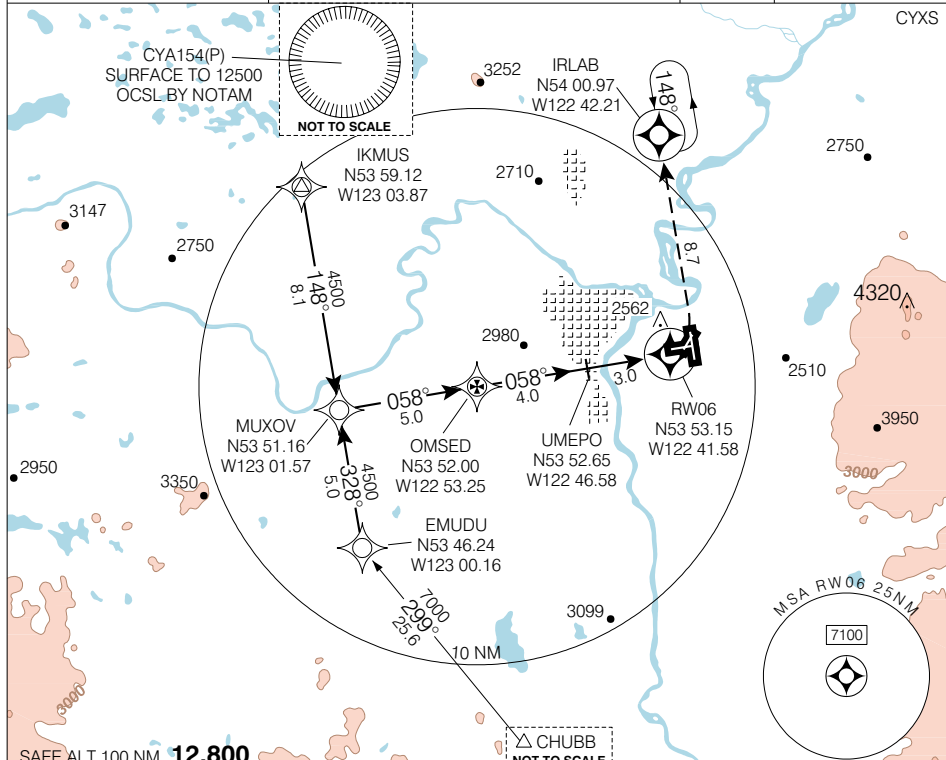 CYXS
CYA154(P)
SURFACE TO 12500
OCSL BY NOTAM
NOT TO SCALE
3252
IRLAB
N54 00.97
W122 42.21
148°
IKMUS
N53 59.12
W123 03.87
2710
2750
3147
2750
4500
148°
8.1
8.7
4320
2562
2980
2510
058°
5.0
058°
4.0
3.0
MUXOV
N53 51.16
W123 01.57
OMSED
N53 52.00
W122 53.25
UMEPO
N53 52.65
W122 46.58
RW06
N53 53.15
W122 41.58
3950
3000
2950
3350
4500
328°
5.0
EMUDU
N53 46.24
W123 00.16
7000
299°
25.6
3099
10 NM
MSA RW06 25NM
7100
3000
CHUBB
NOT TO SCALE
SAFE ALT 100 NM 12,800